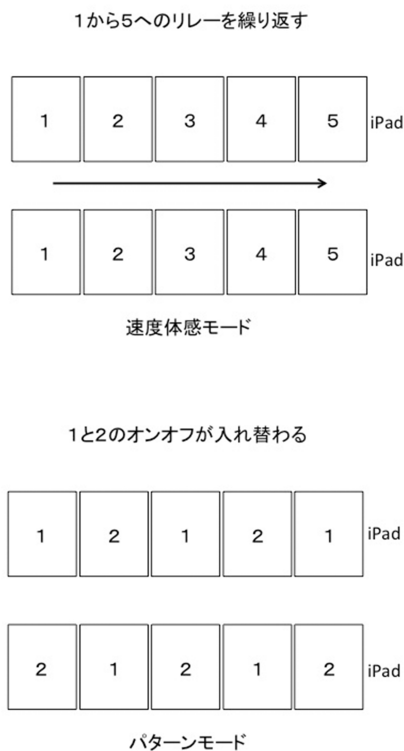 1から5へのリレーを繰り返す
1 2 3 4 5 iPad
1 2 3 4 5 iPad
速度体感モード
1と2のオンオフが入れ替わる
1 2 1 2 1 iPad
2 1 2 1 2 iPad
パターンモード